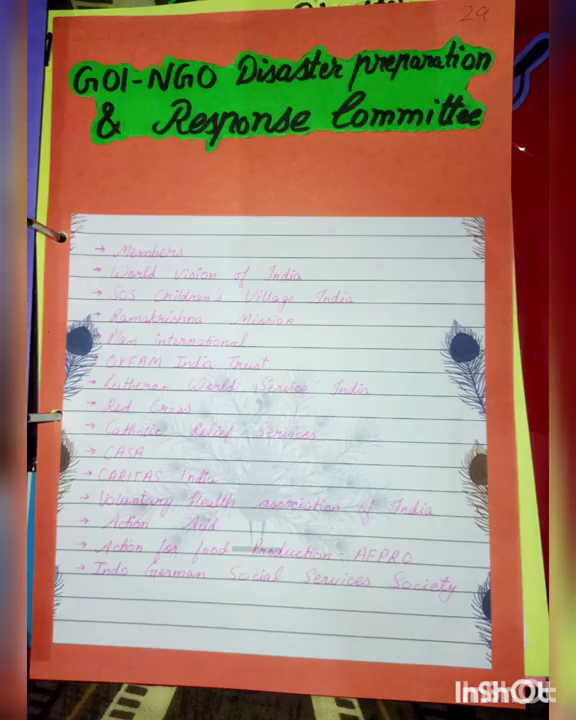 29
GOI-NGO Disaster preparation
& Response Committee
→ Members
→ World Vision of India
→ SOS Children's Village India
→ Ramakrishna Mission
→ Plan international
→ OXFAM India Trust
→ Lutheran World Service India
→ Red Cross
→ Catholic Relief Services
→ CASA
→ CARITAS India
→ Voluntary Health association of India
→ Action Aid
→ Action for food Production AFPRO
→ Indo German Social Services Society
InShOt